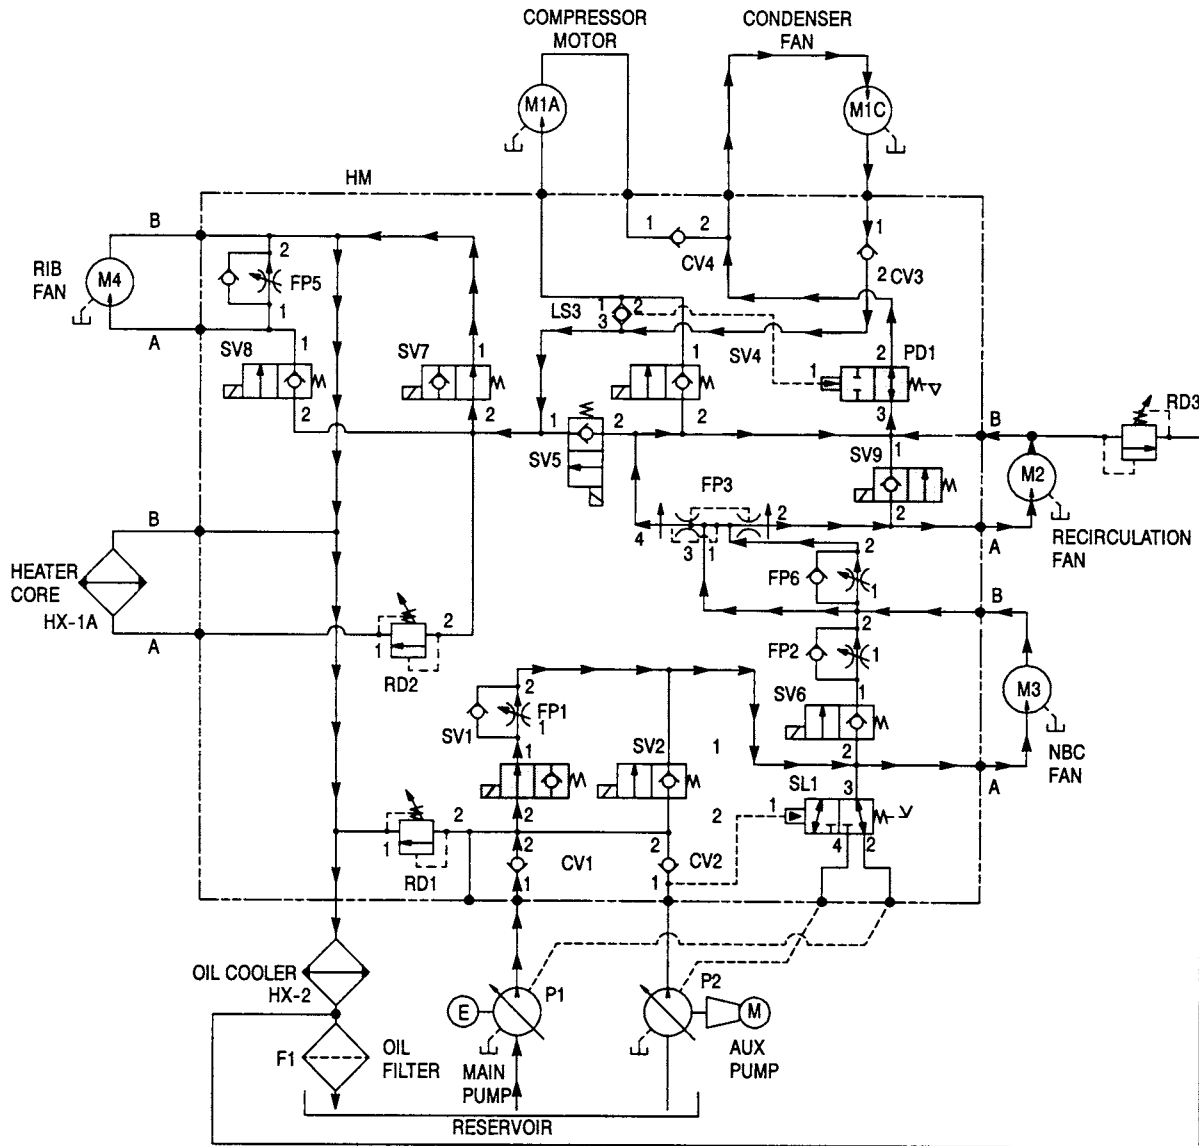 COMPRESSOR
MOTOR
CONDENSER
FAN
M1A
M1C
HM
B
RIB
FAN
M4
A
2
FP5
1
SV8
1
2
SV7
1
2
1
2
CV4
1
2
CV3
LS3
1
2
3
SV4
1
2
1
2
PD1
3
1
2
SV5
B
RD3
1
SV9
2
M2
RECIRCULATION
FAN
A
FP3
4
3
1
2
2
FP6
1
B
HEATER
CORE
HX-1A
B
A
1
2
RD2
2
FP2
1
M3
NBC
FAN
A
SV6
1
2
2
FP1
1
SV1
1
2
SV2
1
2
SL1
1
3
4
2
1
2
RD1
2
1
CV1
2
1
CV2
OIL COOLER
HX-2
F1
OIL
FILTER
E
P1
MAIN
PUMP
P2
M
AUX
PUMP
RESERVOIR